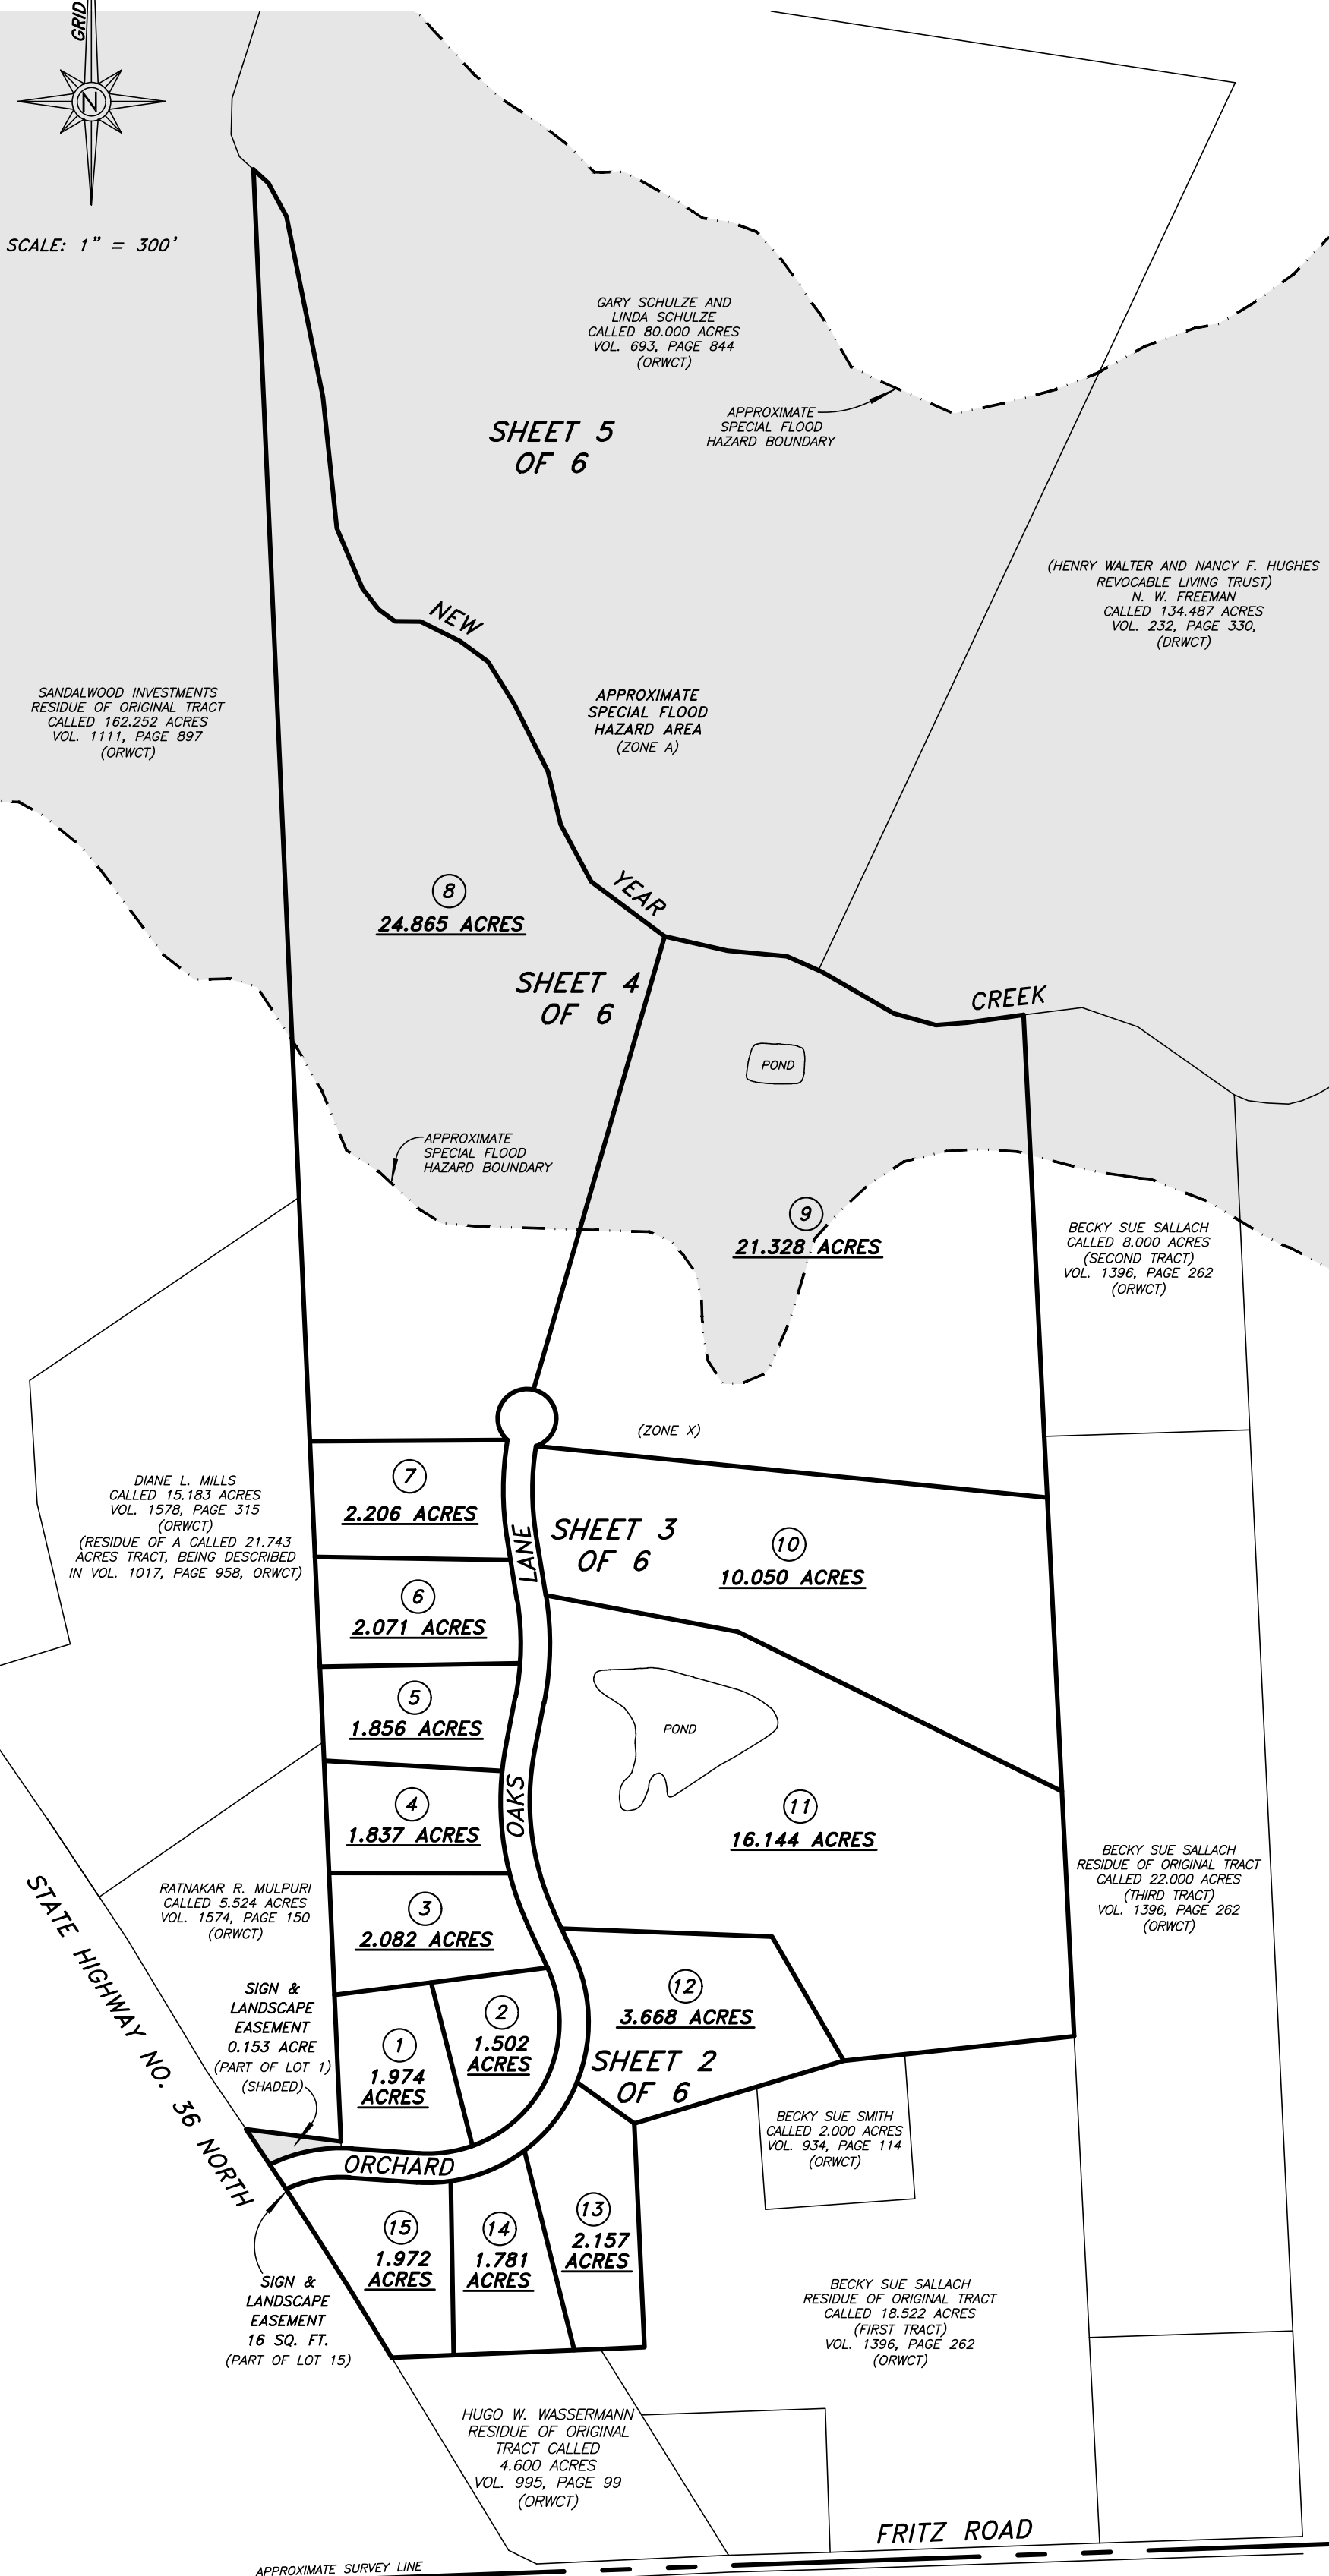 GRID
N
SCALE: 1" = 300'
GARY SCHULZE AND
LINDA SCHULZE
CALLED 80.000 ACRES
VOL. 693, PAGE 844
(ORWCT)
APPROXIMATE
SPECIAL FLOOD
HAZARD BOUNDARY
SHEET 5
OF 6
(HENRY WALTER AND NANCY F. HUGHES
REVOCABLE LIVING TRUST)
N. W. FREEMAN
CALLED 134.487 ACRES
VOL. 232, PAGE 330,
(DRWCT)
NEW
SANDALWOOD INVESTMENTS
RESIDUE OF ORIGINAL TRACT
CALLED 162.252 ACRES
VOL. 1111, PAGE 897
(ORWCT)
APPROXIMATE
SPECIAL FLOOD
HAZARD AREA
(ZONE A)
YEAR
8
24.865 ACRES
SHEET 4
OF 6
CREEK
POND
APPROXIMATE
SPECIAL FLOOD
HAZARD BOUNDARY
9
21.328 ACRES
BECKY SUE SALLACH
CALLED 8.000 ACRES
(SECOND TRACT)
VOL. 1396, PAGE 262
(ORWCT)
(ZONE X)
DIANE L. MILLS
CALLED 15.183 ACRES
VOL. 1578, PAGE 315
(ORWCT)
(RESIDUE OF A CALLED 21.743
ACRES TRACT, BEING DESCRIBED
IN VOL. 1017, PAGE 958, ORWCT)
7
2.206 ACRES
LANE
SHEET 3
OF 6
10
10.050 ACRES
6
2.071 ACRES
5
1.856 ACRES
POND
4
1.837 ACRES
OAKS
11
16.144 ACRES
BECKY SUE SALLACH
RESIDUE OF ORIGINAL TRACT
CALLED 22.000 ACRES
(THIRD TRACT)
VOL. 1396, PAGE 262
(ORWCT)
STATE HIGHWAY NO. 36 NORTH
RATNAKAR R. MULPURI
CALLED 5.524 ACRES
VOL. 1574, PAGE 150
(ORWCT)
3
2.082 ACRES
SIGN &
LANDSCAPE
EASEMENT
0.153 ACRE
(PART OF LOT 1)
(SHADED)
1
1.974
ACRES
2
1.502
ACRES
12
3.668 ACRES
SHEET 2
OF 6
BECKY SUE SMITH
CALLED 2.000 ACRES
VOL. 934, PAGE 114
(ORWCT)
ORCHARD
15
1.972
ACRES
14
1.781
ACRES
13
2.157
ACRES
SIGN &
LANDSCAPE
EASEMENT
16 SQ. FT.
(PART OF LOT 15)
BECKY SUE SALLACH
RESIDUE OF ORIGINAL TRACT
CALLED 18.522 ACRES
(FIRST TRACT)
VOL. 1396, PAGE 262
(ORWCT)
HUGO W. WASSERMANN
RESIDUE OF ORIGINAL
TRACT CALLED
4.600 ACRES
VOL. 995, PAGE 99
(ORWCT)
FRITZ ROAD
APPROXIMATE SURVEY LINE